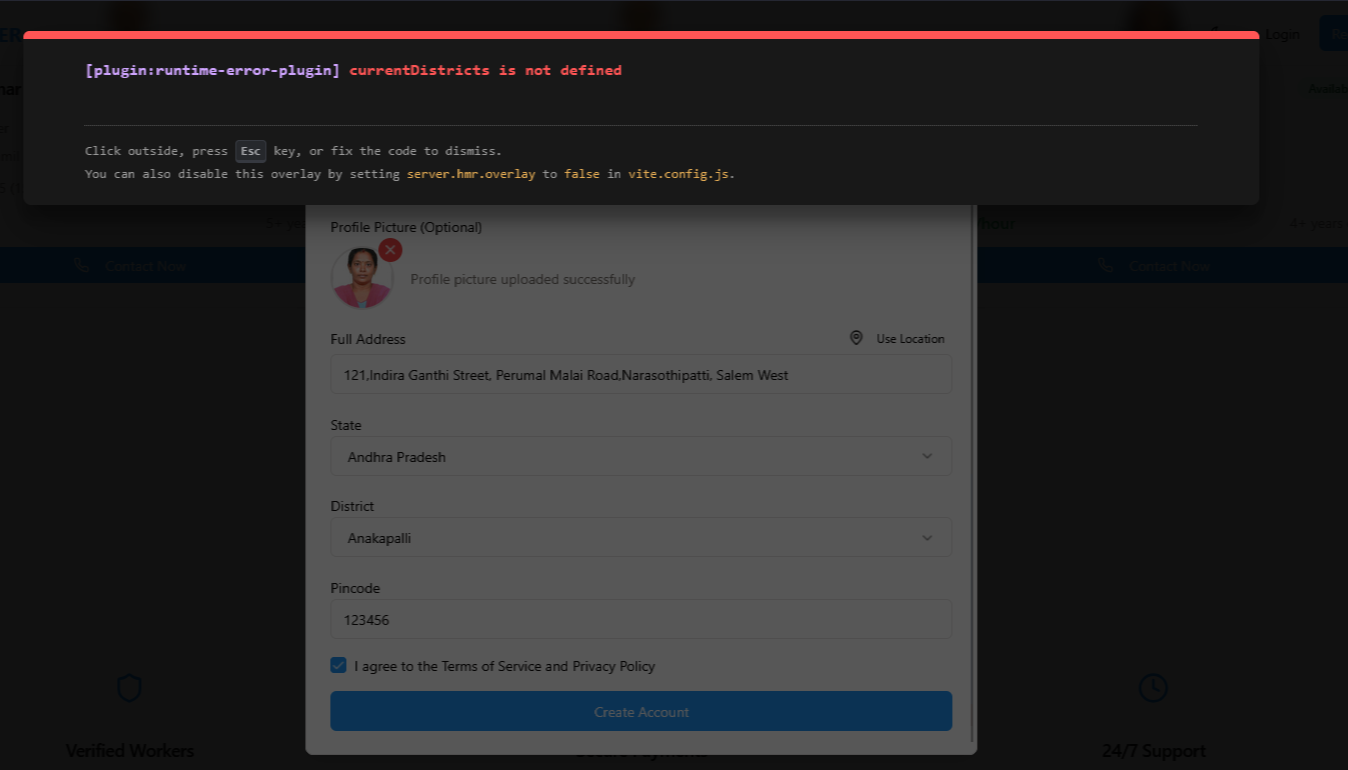 Login
[plugin:runtime-error-plugin] currentDistricts is not defined
Click outside, press Esc key, or fix the code to dismiss.
You can also disable this overlay by setting server.hmr.overlay to false in vite.config.js.
Profile Picture (Optional)
Profile picture uploaded successfully
Contact Now
Contact Now
Full Address
Use Location
121,Indira Ganthi Street, Perumal Malai Road,Narasothipatti, Salem West
State
Andhra Pradesh
District
Anakapalli
Pincode
123456
I agree to the Terms of Service and Privacy Policy
Create Account
Verified Workers
24/7 Support